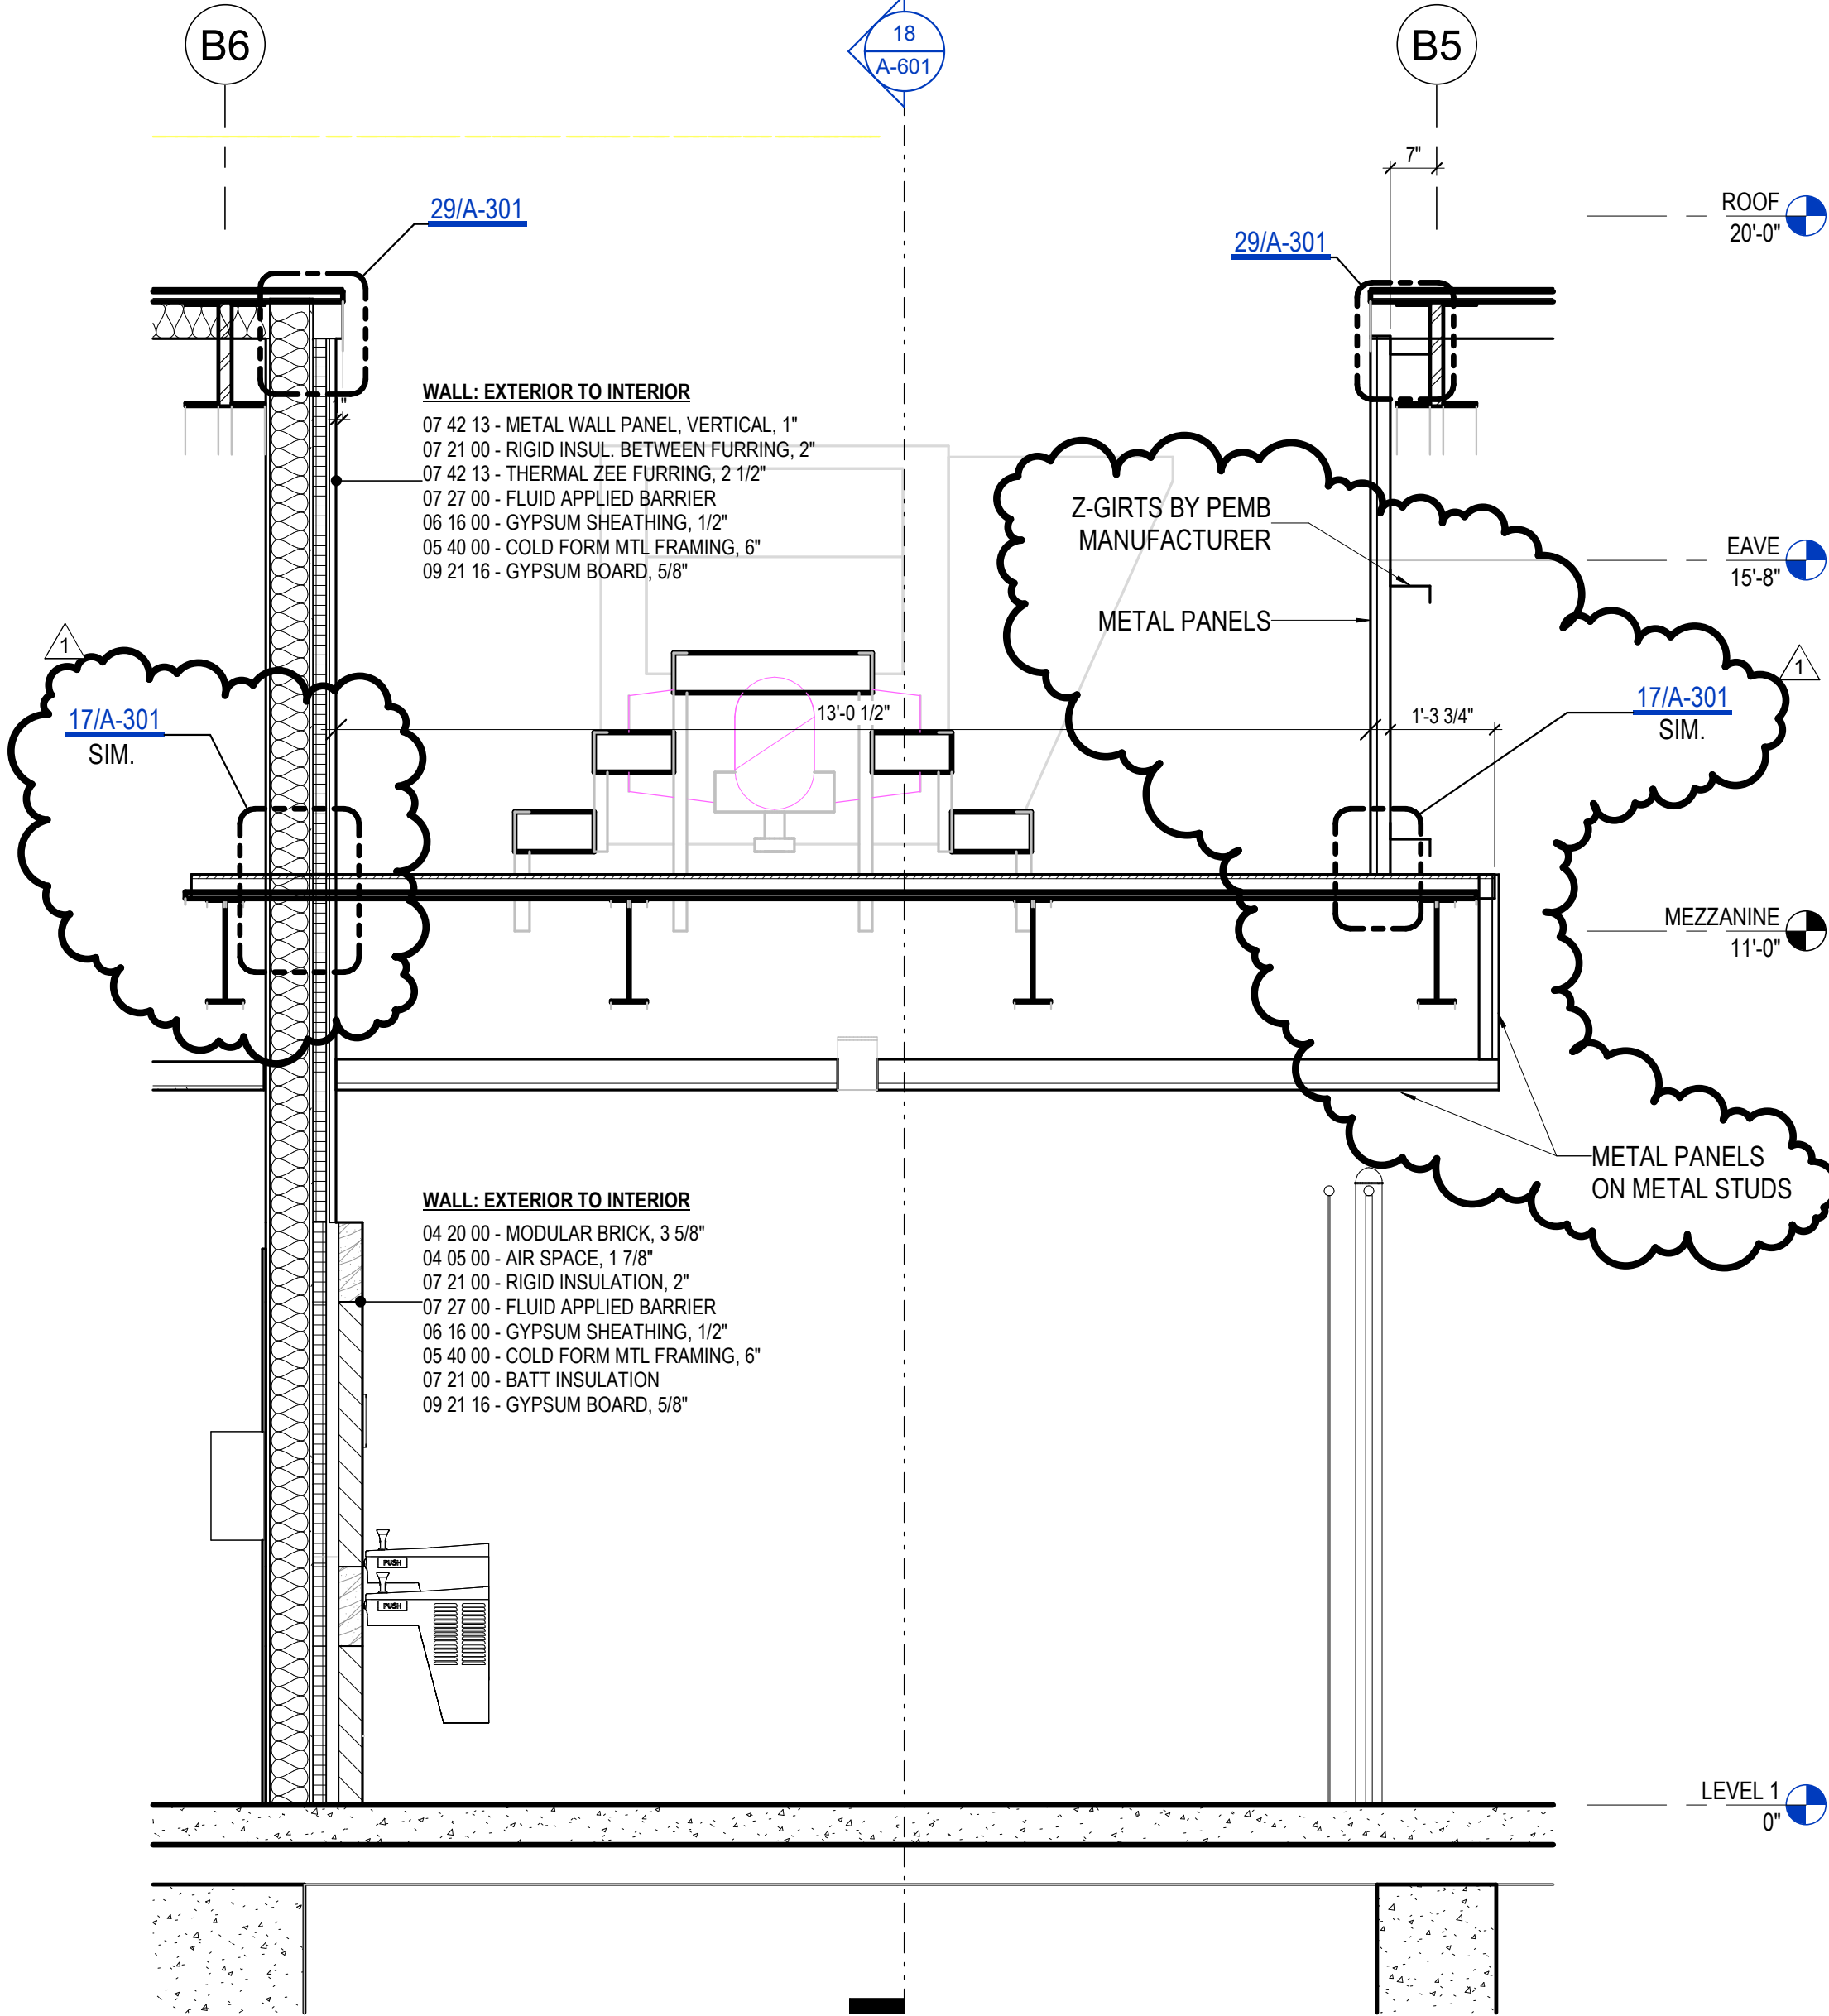 B6
18
A-601
B5
7"
ROOF
20'-0"
29/A-301
29/A-301
1"
WALL: EXTERIOR TO INTERIOR
07 42 13 - METAL WALL PANEL, VERTICAL, 1"
07 21 00 - RIGID INSUL. BETWEEN FURRING, 2"
07 42 13 - THERMAL ZEE FURRING, 2 1/2"
07 27 00 - FLUID APPLIED BARRIER
06 16 00 - GYPSUM SHEATHING, 1/2"
05 40 00 - COLD FORM MTL FRAMING, 6"
09 21 16 - GYPSUM BOARD, 5/8"
Z-GIRTS BY PEMB
MANUFACTURER
EAVE
15'-8"
METAL PANELS
1
1
17/A-301
SIM.
13'-0 1/2"
1'-3 3/4"
17/A-301
SIM.
MEZZANINE
11'-0"
METAL PANELS
ON METAL STUDS
WALL: EXTERIOR TO INTERIOR
04 20 00 - MODULAR BRICK, 3 5/8"
04 05 00 - AIR SPACE, 1 7/8"
07 21 00 - RIGID INSULATION, 2"
07 27 00 - FLUID APPLIED BARRIER
06 16 00 - GYPSUM SHEATHING, 1/2"
05 40 00 - COLD FORM MTL FRAMING, 6"
07 21 00 - BATT INSULATION
09 21 16 - GYPSUM BOARD, 5/8"
PUSH
PUSH
LEVEL 1
0"